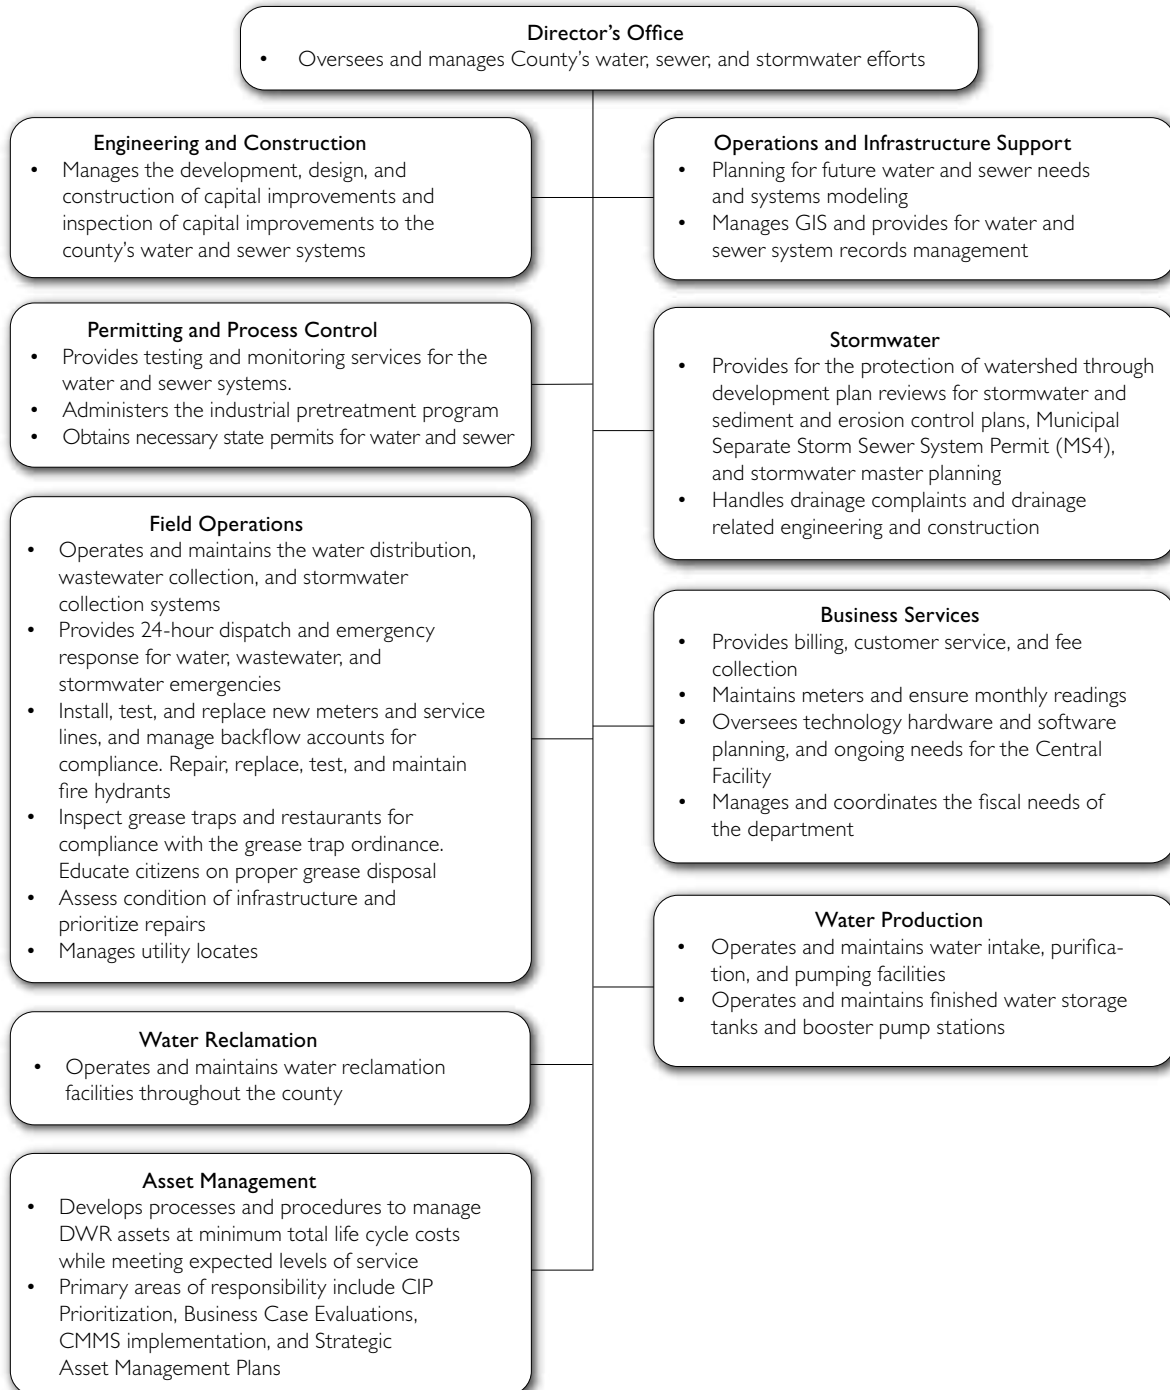 Director's Office
• Oversees and manages County's water, sewer, and stormwater efforts
Engineering and Construction
• Manages the development, design, and
construction of capital improvements and
inspection of capital improvements to the
county's water and sewer systems
Permitting and Process Control
• Provides testing and monitoring services for the
water and sewer systems.
• Administers the industrial pretreatment program
• Obtains necessary state permits for water and sewer
Field Operations
• Operates and maintains the water distribution,
wastewater collection, and stormwater
collection systems
• Provides 24-hour dispatch and emergency
response for water, wastewater, and
stormwater emergencies
• Install, test, and replace new meters and service
lines, and manage backflow accounts for
compliance. Repair, replace, test, and maintain
fire hydrants
• Inspect grease traps and restaurants for
compliance with the grease trap ordinance.
Educate citizens on proper grease disposal
• Assess condition of infrastructure and
prioritize repairs
• Manages utility locates
Water Reclamation
• Operates and maintains water reclamation
facilities throughout the county
Asset Management
• Develops processes and procedures to manage
DWR assets at minimum total life cycle costs
while meeting expected levels of service
• Primary areas of responsibility include CIP
Prioritization, Business Case Evaluations,
CMMS implementation, and Strategic
Asset Management Plans
Operations and Infrastructure Support
• Planning for future water and sewer needs
and systems modeling
• Manages GIS and provides for water and
sewer system records management
Stormwater
• Provides for the protection of watershed through
development plan reviews for stormwater and
sediment and erosion control plans, Municipal
Separate Storm Sewer System Permit (MS4),
and stormwater master planning
• Handles drainage complaints and drainage
related engineering and construction
Business Services
• Provides billing, customer service, and fee
collection
• Maintains meters and ensure monthly readings
• Oversees technology hardware and software
planning, and ongoing needs for the Central
Facility
• Manages and coordinates the fiscal needs of
the department
Water Production
• Operates and maintains water intake, purifica-
tion, and pumping facilities
• Operates and maintains finished water storage
tanks and booster pump stations